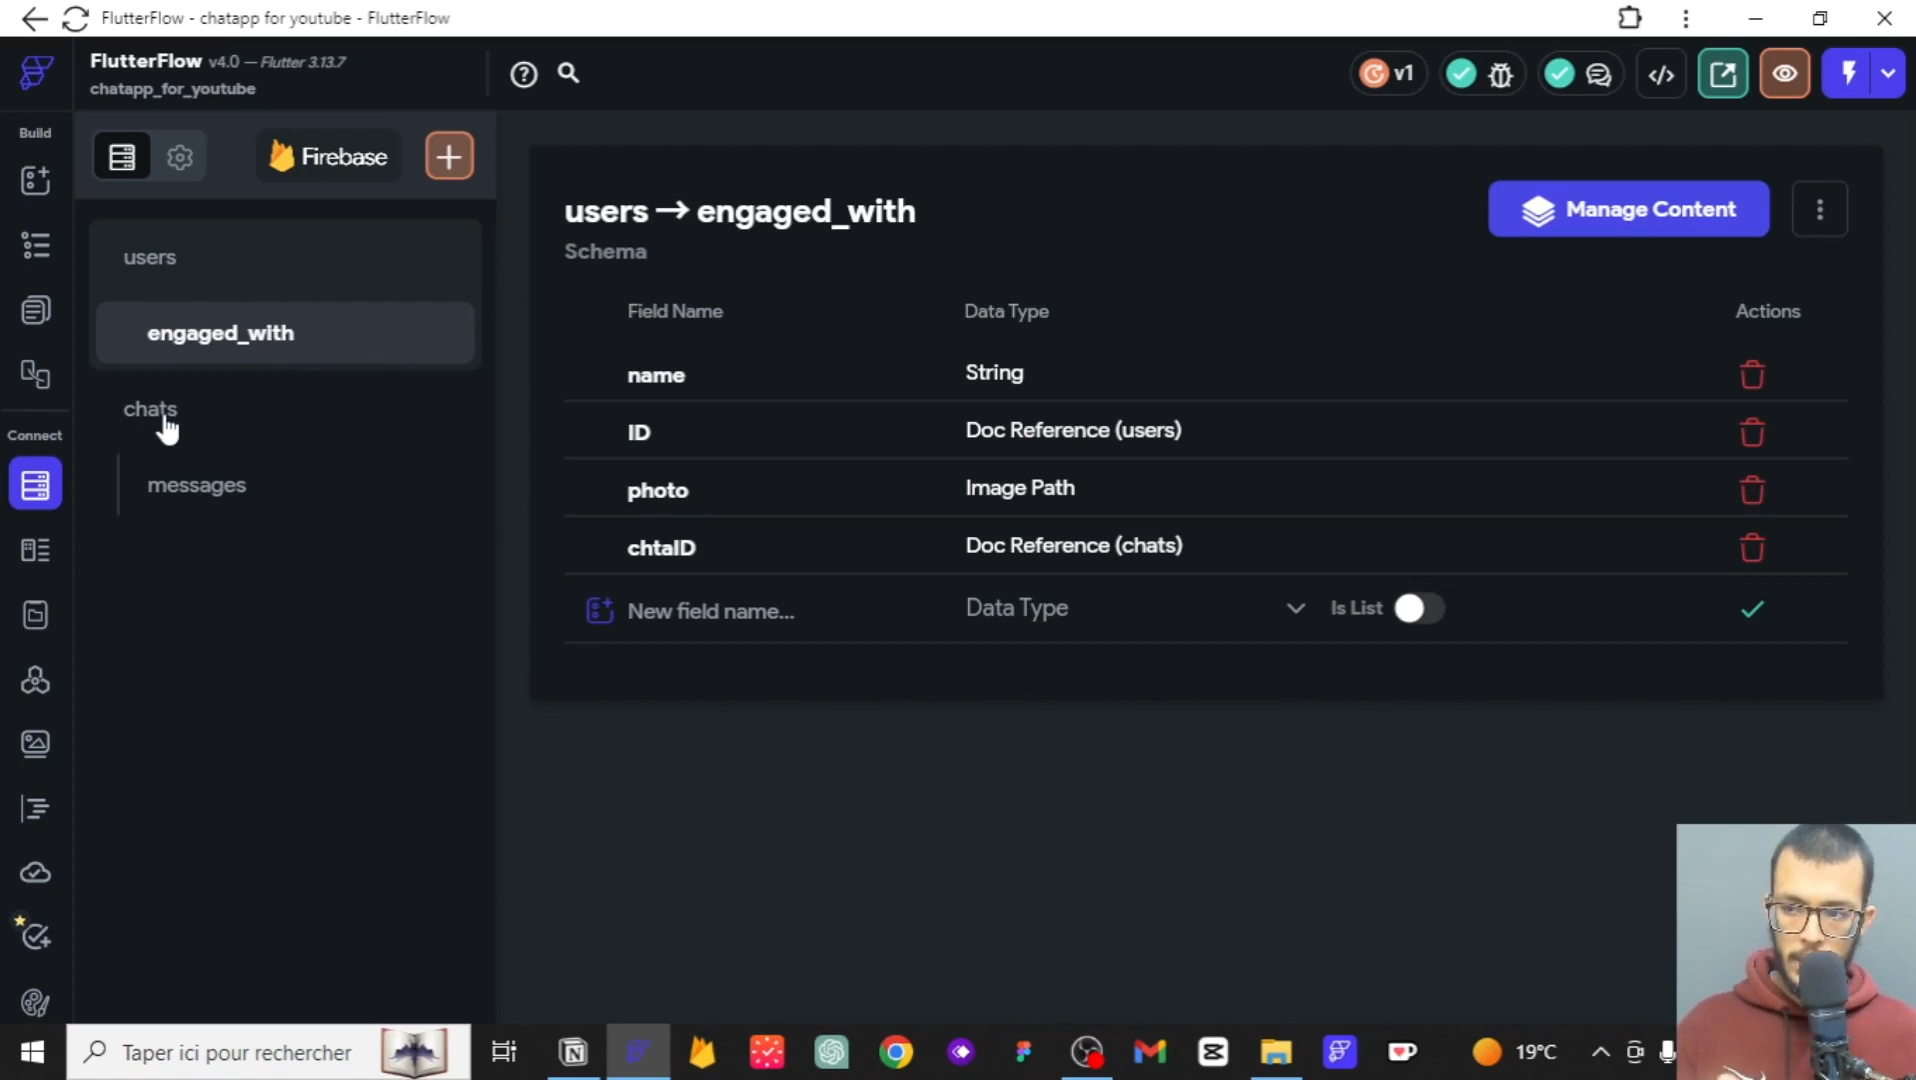 FlutterFlow - chatapp for youtube - FlutterFlow
FlutterFlow v4.0 — Flutter 3.13.7
chatapp_for_youtube
v1
Build
Firebase
users
engaged_with
chats
messages
Connect
users → engaged_with
Schema
Manage Content
Field Name Data Type Actions
name String
ID Doc Reference (users)
photo Image Path
chtaID Doc Reference (chats)
New field name... Data Type Is List
Taper ici pour rechercher
19°C